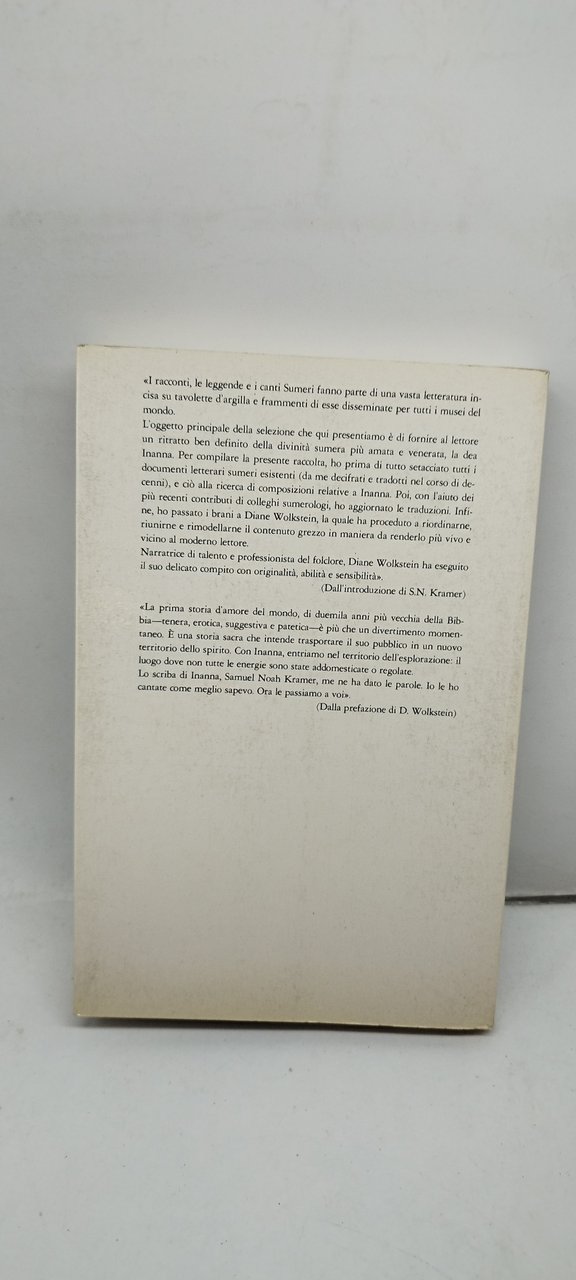 «I racconti, le leggende e i canti Sumeri fanno parte di una vasta letteratura in-
cisa su tavolette d'argilla e frammenti di esse disseminate per tutti i musei del
mondo.
L'oggetto principale della selezione che qui presentiamo è di fornire al lettore
un ritratto ben definito della divinità sumera più amata e venerata, la dea
Inanna. Per compilare la presente raccolta, ho prima di tutto setacciato tutti i
documenti letterari sumeri esistenti (da me decifrati e tradotti nel corso di de-
cenni), e ciò alla ricerca di composizioni relative a Inanna. Poi, con l'aiuto dei
più recenti contributi di colleghi sumerologi, ho aggiornato le traduzioni. Infi-
ne, ho passato i brani a Diane Wolkstein, la quale ha proceduto a riordinarne,
riunirne e rimodellarne il contenuto grezzo in maniera da renderlo più vivo e
vicino al moderno lettore.
Narratrice di talento e professionista del folclore, Diane Wolkstein ha eseguito
il suo delicato compito con originalità, abilità e sensibilità».
(Dall'introduzione di S.N. Kramer)
«La prima storia d'amore del mondo, di duemila anni più vecchia della Bib-
bia—tenera, erotica, suggestiva e patetica—è più che un divertimento momen-
taneo. È una storia sacra che intende trasportare il suo pubblico in un nuovo
territorio dello spirito. Con Inanna, entriamo nel territorio dell'esplorazione: il
luogo dove non tutte le energie sono state addomesticate o regolate.
Lo scriba di Inanna, Samuel Noah Kramer, me ne ha dato le parole. Io le ho
cantate come meglio sapevo. Ora le passiamo a voi».
(Dalla prefazione di D. Wolkstein)